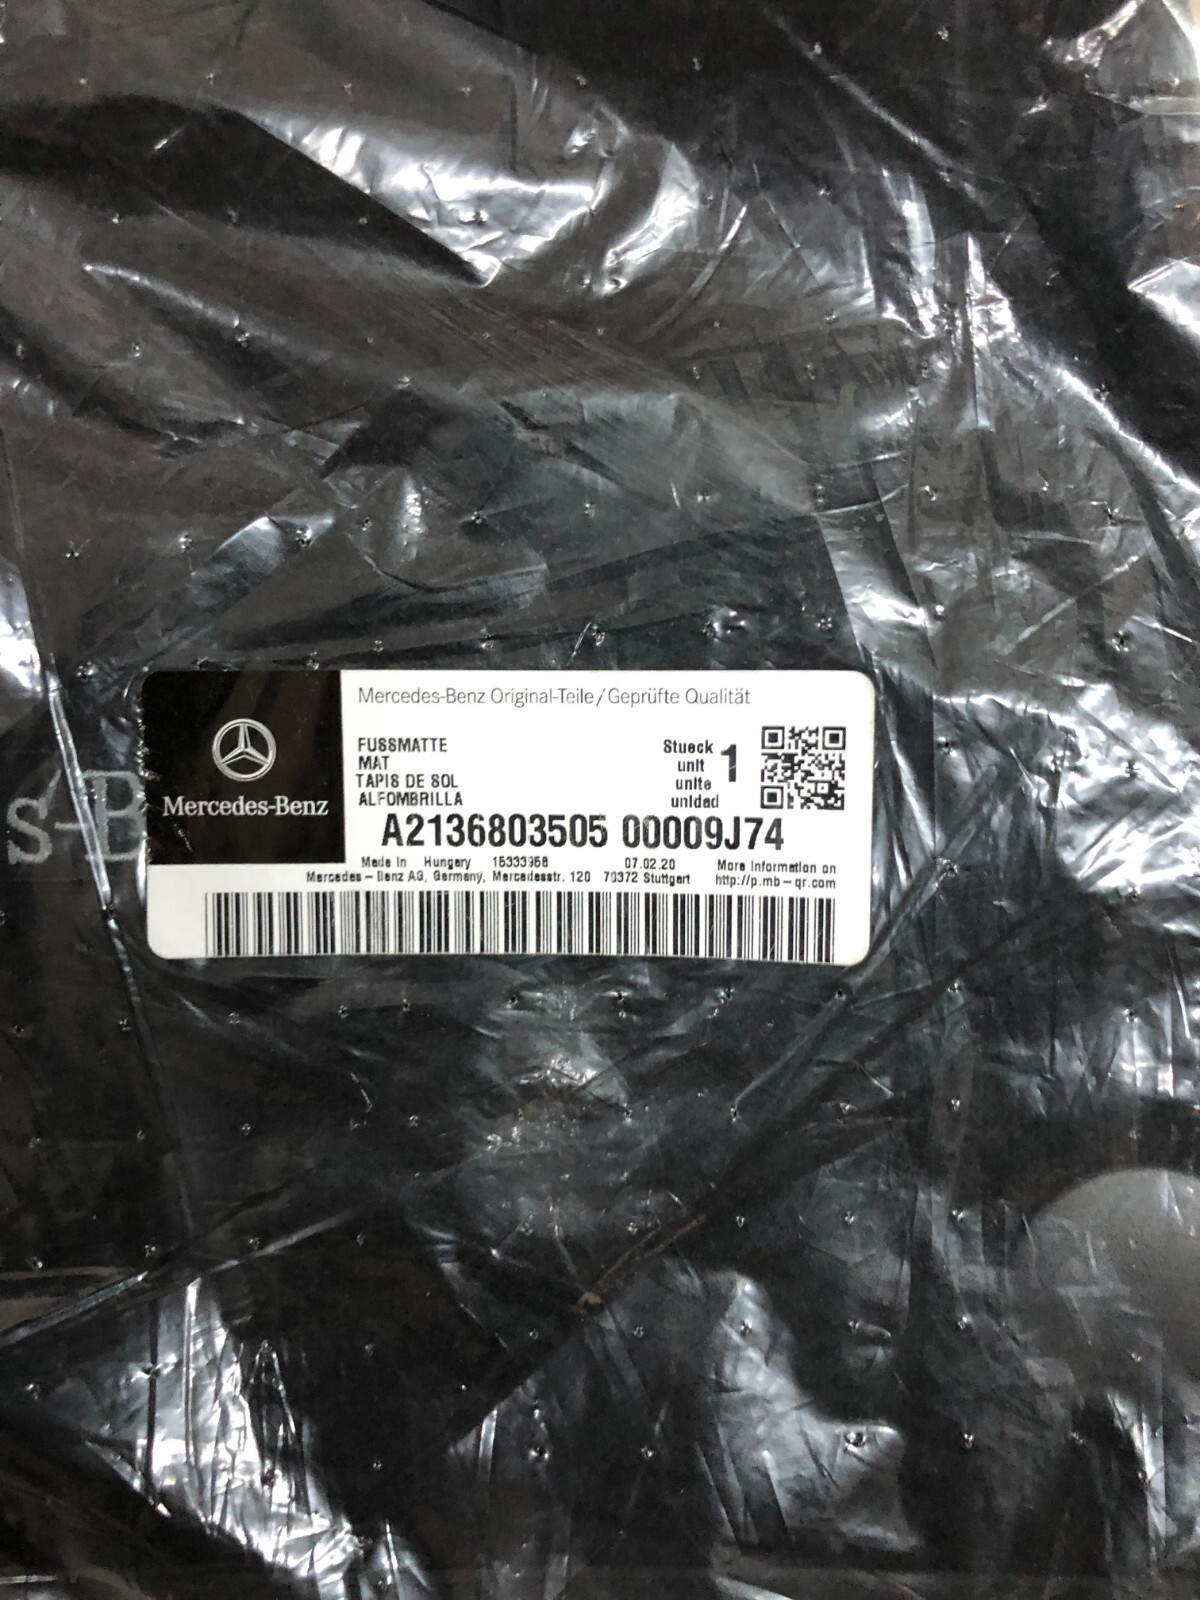 Mercedes-Benz Original-Teile/Geprüfte Qualität
FUSSMATTE
MAT
TAPIS DE SOL
ALFOMBRILLA
Stueck
unit
unite
unidad
1
Mercedes-Benz
A2136803505 00009J74
Made in Hungary 15333958 07.02.20
Mercedes-Benz AG, Germany, Mercedesstr. 120 70372 Stuttgart
More Information on
http://p.mb-qr.com
s-B